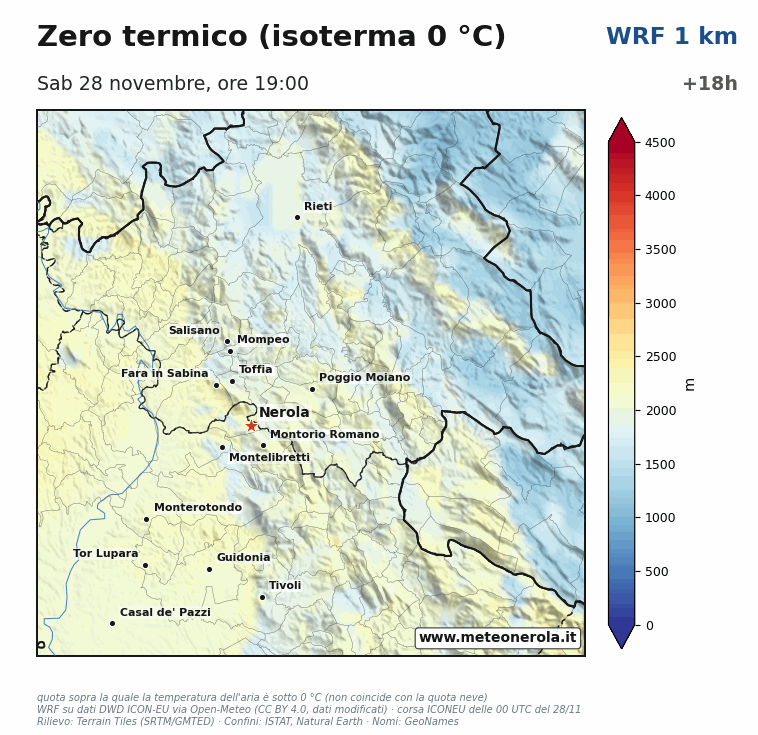 Zero termico (isoterma 0 °C)
WRF 1 km
Sab 28 novembre, ore 19:00
+18h
4500
4000
3500
3000
2500
2000
1500
1000
500
0
m
Rieti
Salisano
Mompeo
Toffia
Fara in Sabina
Poggio Moiano
Nerola
Montorio Romano
Montelibretti
Monterotondo
Tor Lupara
Guidonia
Tivoli
Casal de' Pazzi
www.meteonerola.it
quota sopra la quale la temperatura dell'aria è sotto 0 °C (non coincide con la quota neve)
WRF su dati DWD ICON-EU via Open-Meteo (CC BY 4.0, dati modificati) · corsa ICONEU delle 00 UTC del 28/11
Rilievo: Terrain Tiles (SRTM/GMTED) · Confini: ISTAT, Natural Earth · Nomi: GeoNames